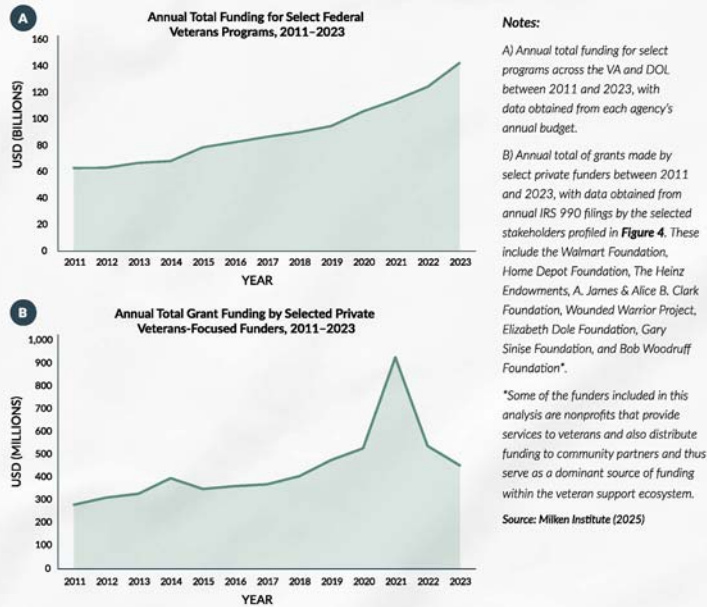 A
Annual Total Funding for Select Federal
Veterans Programs, 2011–2023
USD (BILLIONS)
160
140
120
100
80
60
40
20
0
2011 2012 2013 2014 2015 2016 2017 2018 2019 2020 2021 2022 2023
YEAR
B
Annual Total Grant Funding by Selected Private
Veterans-Focused Funders, 2011–2023
USD (MILLIONS)
1,000
900
800
700
600
500
400
300
200
100
0
2011 2012 2013 2014 2015 2016 2017 2018 2019 2020 2021 2022 2023
YEAR
Notes:
A) Annual total funding for select
programs across the VA and DOL
between 2011 and 2023, with
data obtained from each agency's
annual budget.
B) Annual total of grants made by
select private funders between 2011
and 2023, with data obtained from
annual IRS 990 filings by the selected
stakeholders profiled in Figure 4. These
include the Walmart Foundation,
Home Depot Foundation, The Heinz
Endowments, A. James & Alice B. Clark
Foundation, Wounded Warrior Project,
Elizabeth Dole Foundation, Gary
Sinise Foundation, and Bob Woodruff
Foundation*.
*Some of the funders included in this
analysis are nonprofits that provide
services to veterans and also distribute
funding to community partners and thus
serve as a dominant source of funding
within the veteran support ecosystem.
Source: Milken Institute (2025)